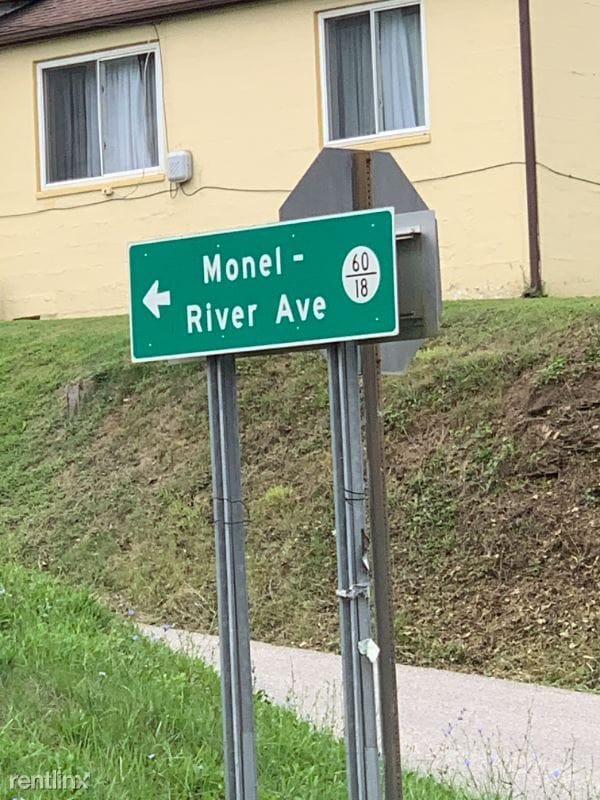 Monel -
River Ave
60
18
rentlinx